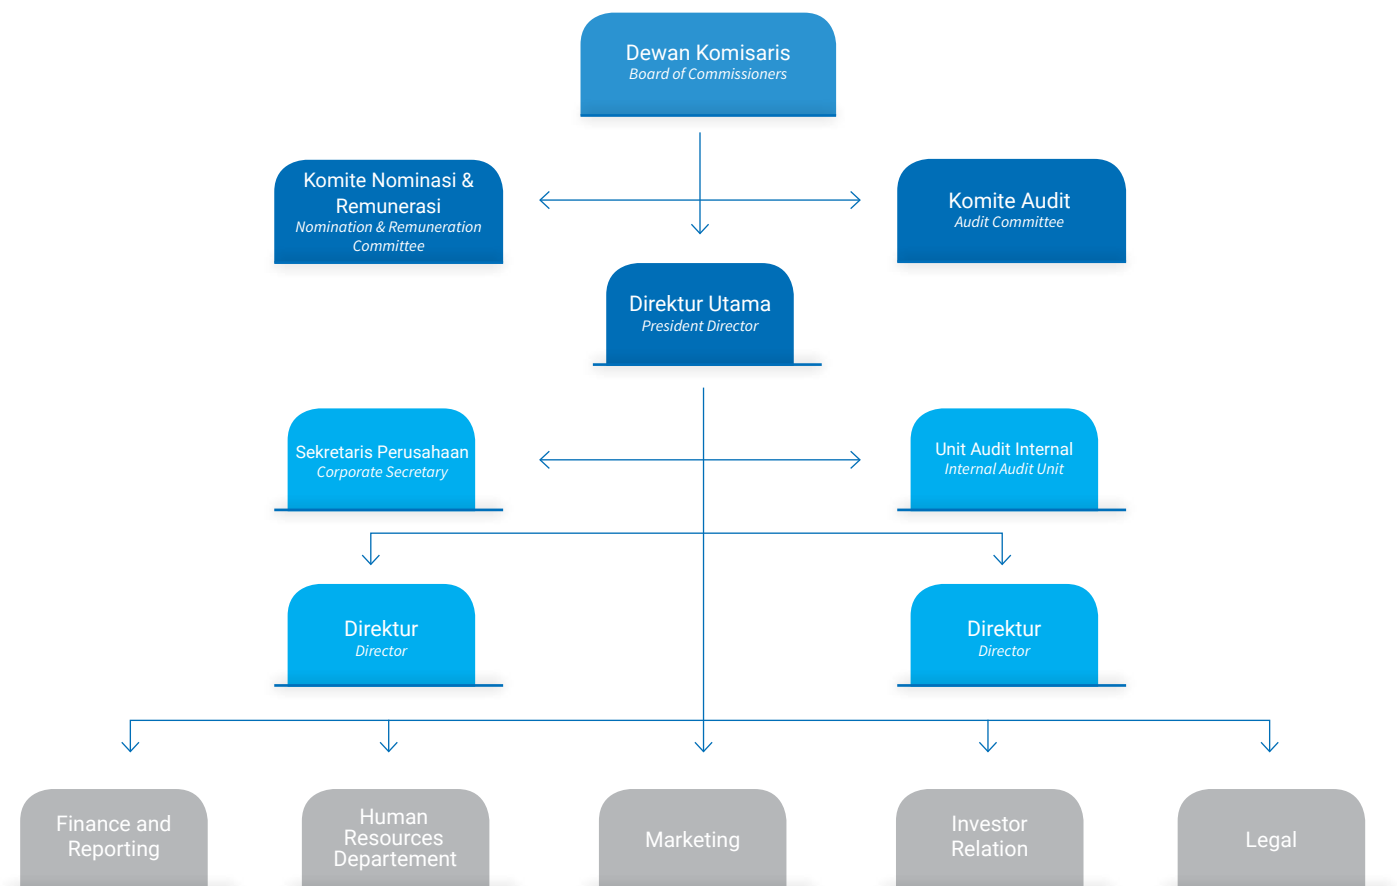 Dewan Komisaris
Board of Commissioners
Komite Nominasi &
Remunerasi
Nomination & Remuneration
Committee
Komite Audit
Audit Committee
Direktur Utama
President Director
Sekretaris Perusahaan
Corporate Secretary
Unit Audit Internal
Internal Audit Unit
Direktur
Director
Direktur
Director
Finance and
Reporting
Human
Resources
Departement
Marketing
Investor
Relation
Legal